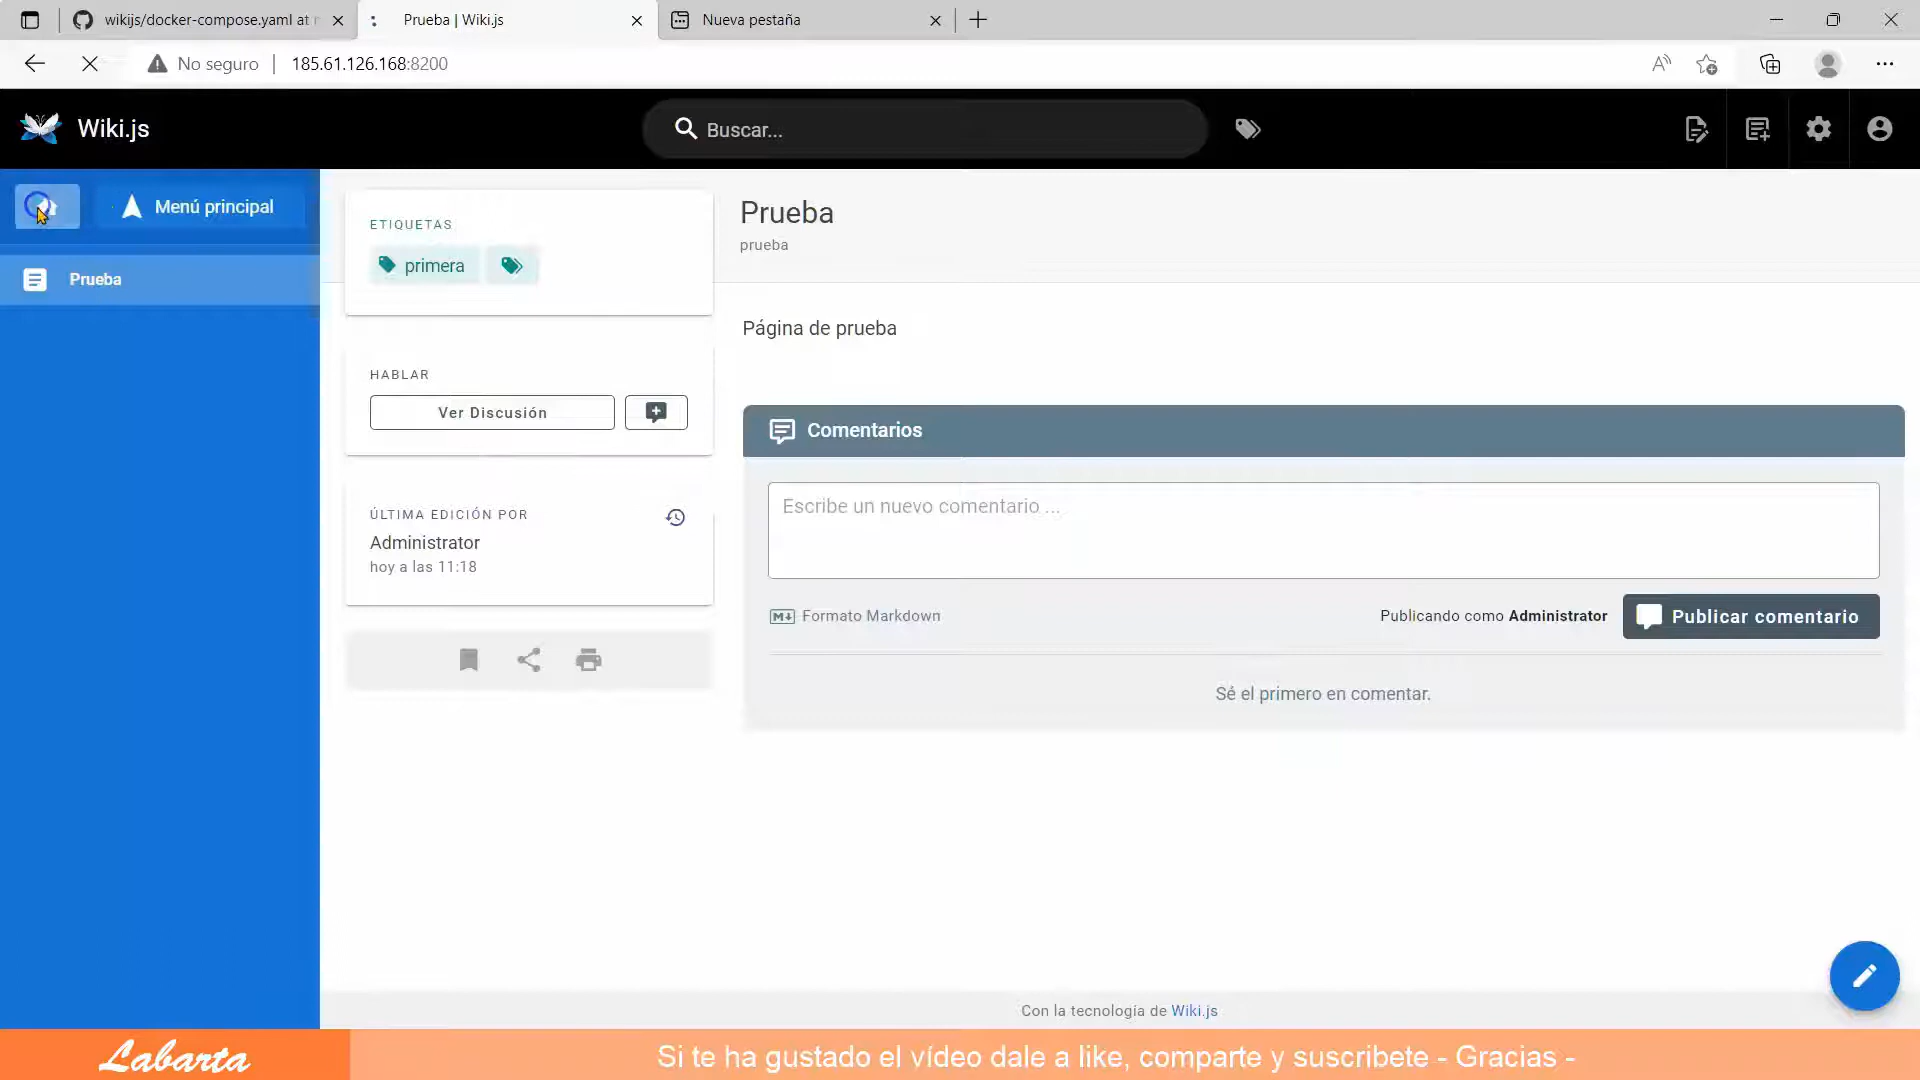 wikijs/docker-compose.yaml at
Prueba | Wiki.js
Nueva pestaña
No seguro
185.61.126.168:8200
Wiki.js
Buscar...
Menú principal
Prueba
ETIQUETAS
primera
HABLAR
Ver Discusión
ÚLTIMA EDICIÓN POR
Administrator
hoy a las 11:18
Prueba
prueba
Página de prueba
Comentarios
Escribe un nuevo comentario ...
M Formato Markdown
Publicando como Administrator
Publicar comentario
Sé el primero en comentar.
Con la tecnología de Wiki.js
Labarta
Si te ha gustado el vídeo dale a like, comparte y suscribete - Gracias -